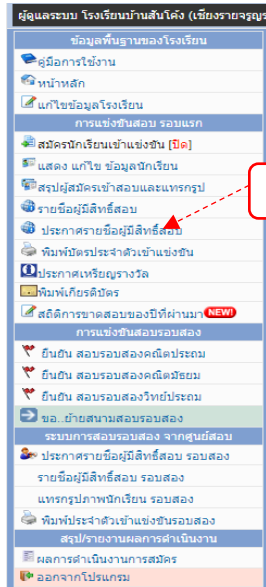 ผู้ดูแลระบบ โรงเรียนบ้านสันโค้ง (เชียงรายจรูญร
ข้อมูลพื้นฐานของโรงเรียน
คู่มือการใช้งาน
หน้าหลัก
แก้ไขข้อมูลโรงเรียน
การแข่งขันสอบ รอบแรก
สมัครนักเรียนเข้าแข่งขัน [ปิด]
แสดง แก้ไข ข้อมูลนักเรียน
สรุปผู้สมัครเข้าสอบและแทรกรูป
รายชื่อผู้มีสิทธิ์สอบ
ประกาศรายชื่อผู้มีสิทธิ์สอบ
พิมพ์บัตรประจำตัวเข้าแข่งขัน
ประกาศเหรียญรางวัล
พิมพ์เกียรติบัตร
สถิติการขาดสอบของปีที่ผ่านมา NEW!
การแข่งขันสอบรอบสอง
ยืนยัน สอบรอบสองคณิตประถม
ยืนยัน สอบรอบสองคณิตมัธยม
ยืนยัน สอบรอบสองวิทย์ประถม
ขอ..ย้ายสนามสอบรอบสอง
ระบบการสอบรอบสอง จากศูนย์สอบ
ประกาศรายชื่อผู้มีสิทธิ์สอบ รอบสอง
รายชื่อผู้มีสิทธิ์สอบ รอบสอง
แทรกรูปภาพนักเรียน รอบสอง
พิมพ์ประจำตัวเข้าแข่งขันรอบสอง
สรุป/รายงานผลการดำเนินงาน
ผลการดำเนินงานการสมัคร
ออกจากโปรแกรม